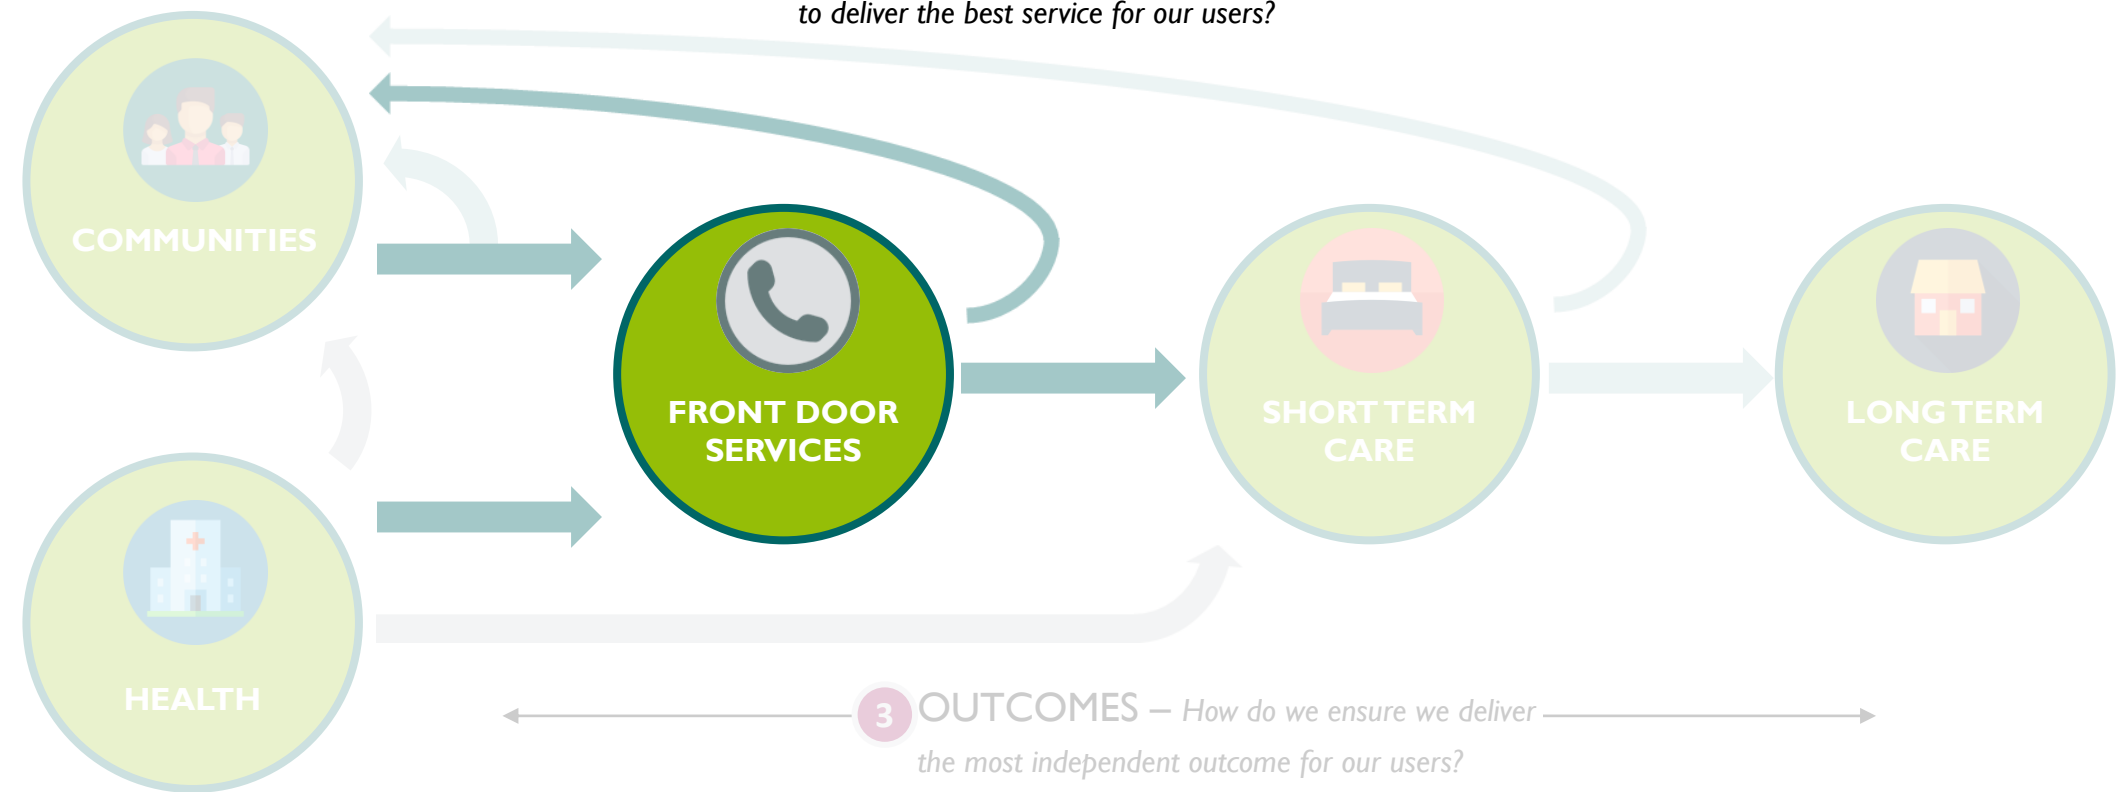 to deliver the best service for our users?
COMMUNITIES
FRONT DOOR
SERVICES
SHORT TERM
CARE
LONG TERM
CARE
HEALTH
3 OUTCOMES – How do we ensure we deliver
the most independent outcome for our users?